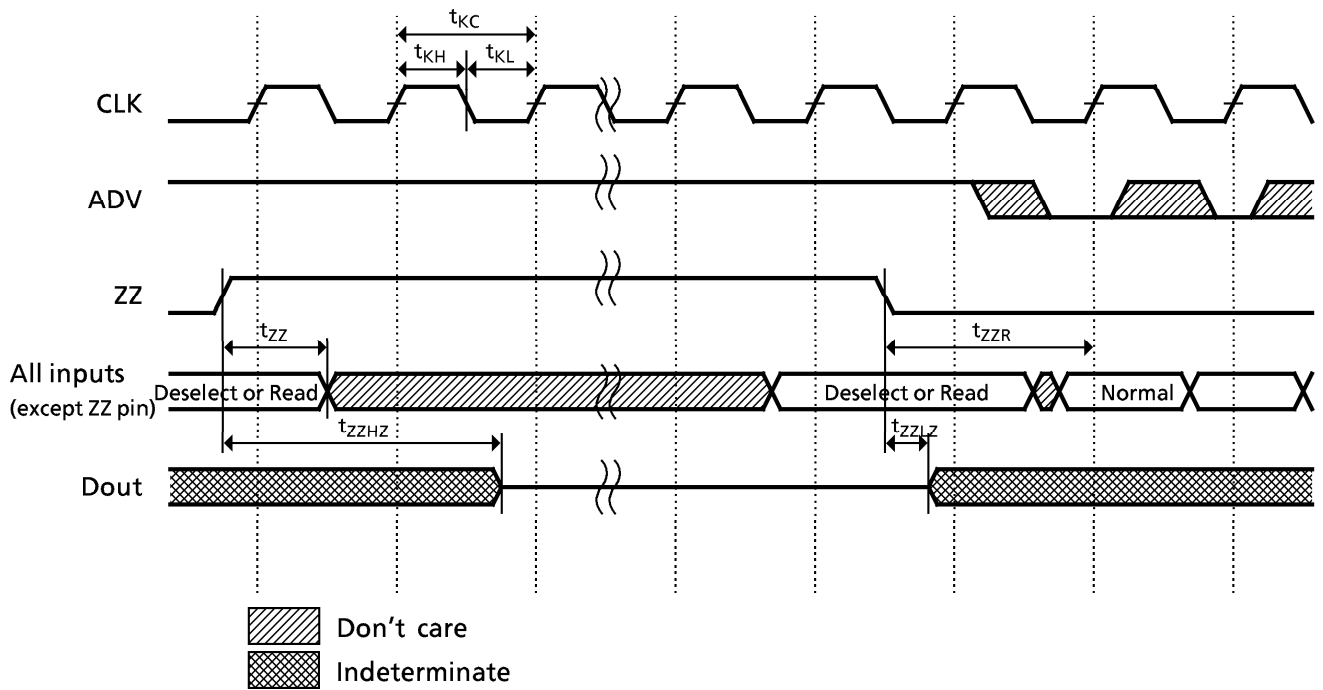 tKC
tKH tKL
CLK
ADV
ZZ
tZZ tZZR
All inputs
(except ZZ pin) Deselect or Read Deselect or Read Normal
tZZHZ tZZLZ
Dout
Don't care
Indeterminate